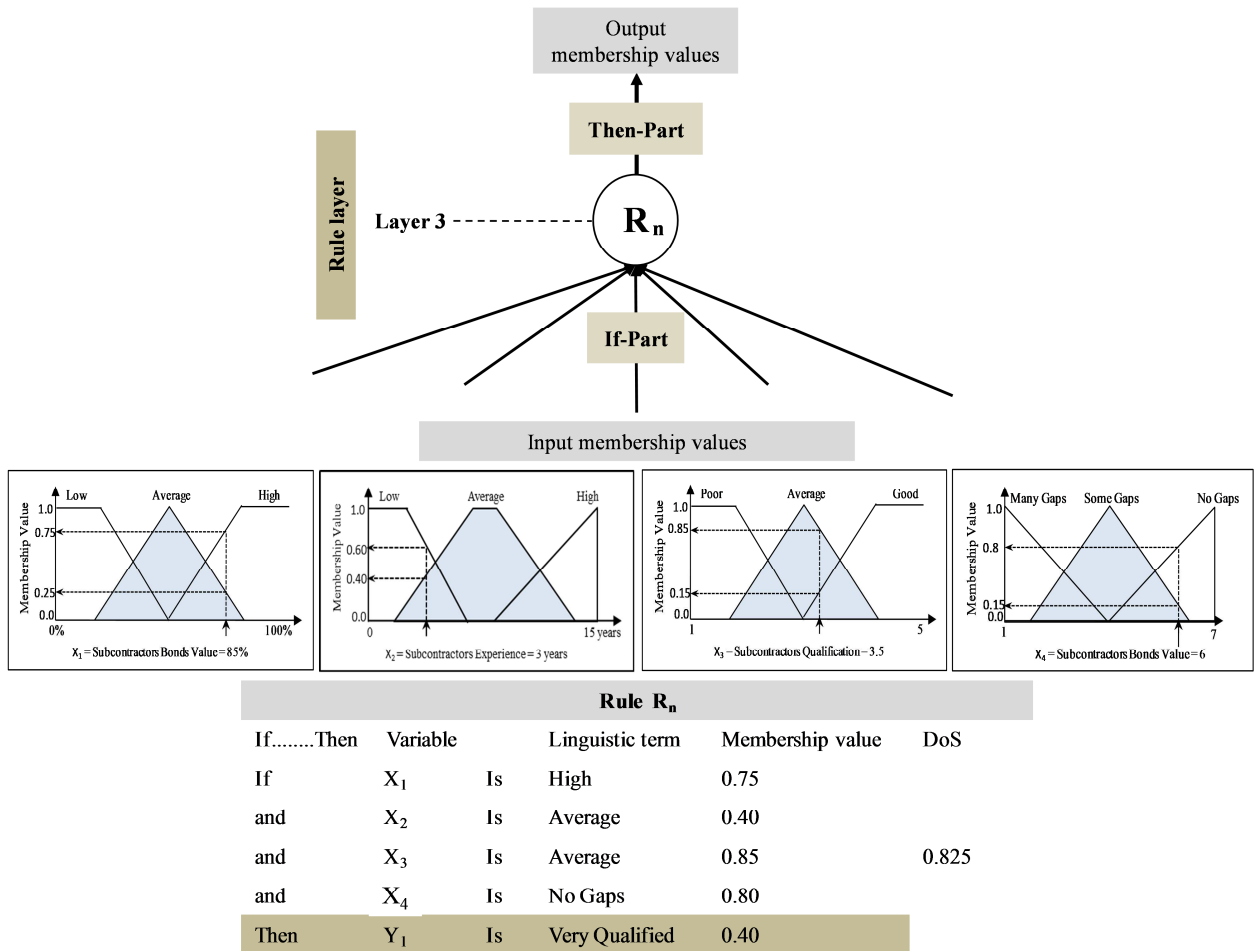 Output
membership values
Then-Part
Rule layer
Layer 3
R n
If-Part
Input membership values
Low Average High
Membership Value
1.0
0.75
0.25
0.0
0% 100%
X1 = Subcontractors Bonds Value = 85%
Low Average High
Membership Value
1.0
0.60
0.40
0.0
0 15 years
X2 = Subcontractors Experience = 3 years
Poor Average Good
Membership Value
1.0
0.85
0.15
0.0
1 5
X3 – Subcontractors Qualification – 3.5
Many Gaps Some Gaps No Gaps
Membership Value
1.0
0.8
0.15
0.0
1 7
X4 = Subcontractors Bonds Value = 6
Rule Rn
If........Then Variable Linguistic term Membership value DoS
If X1 Is High 0.75
and X2 Is Average 0.40
and X3 Is Average 0.85 0.825
and X4 Is No Gaps 0.80
Then Y1 Is Very Qualified 0.40